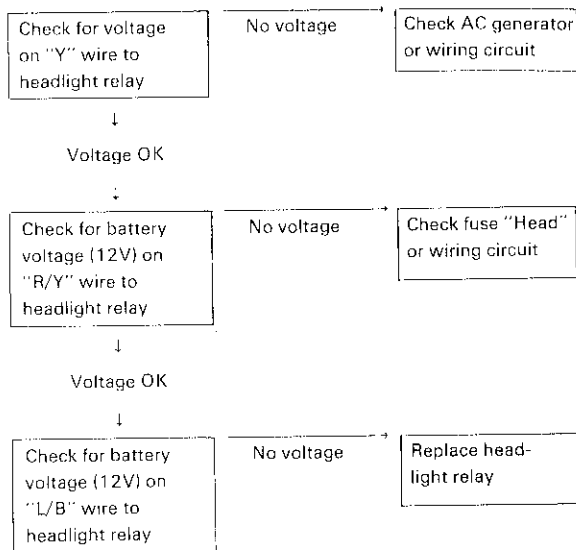 Check for voltage
on "Y" wire to
headlight relay
No voltage
Check AC generator
or wiring circuit
Voltage OK
Check for battery
voltage (12V) on
"R/Y" wire to
headlight relay
No voltage
Check fuse "Head"
or wiring circuit
Voltage OK
Check for battery
voltage (12V) on
"L/B" wire to
headlight relay
No voltage
Replace head-
light relay